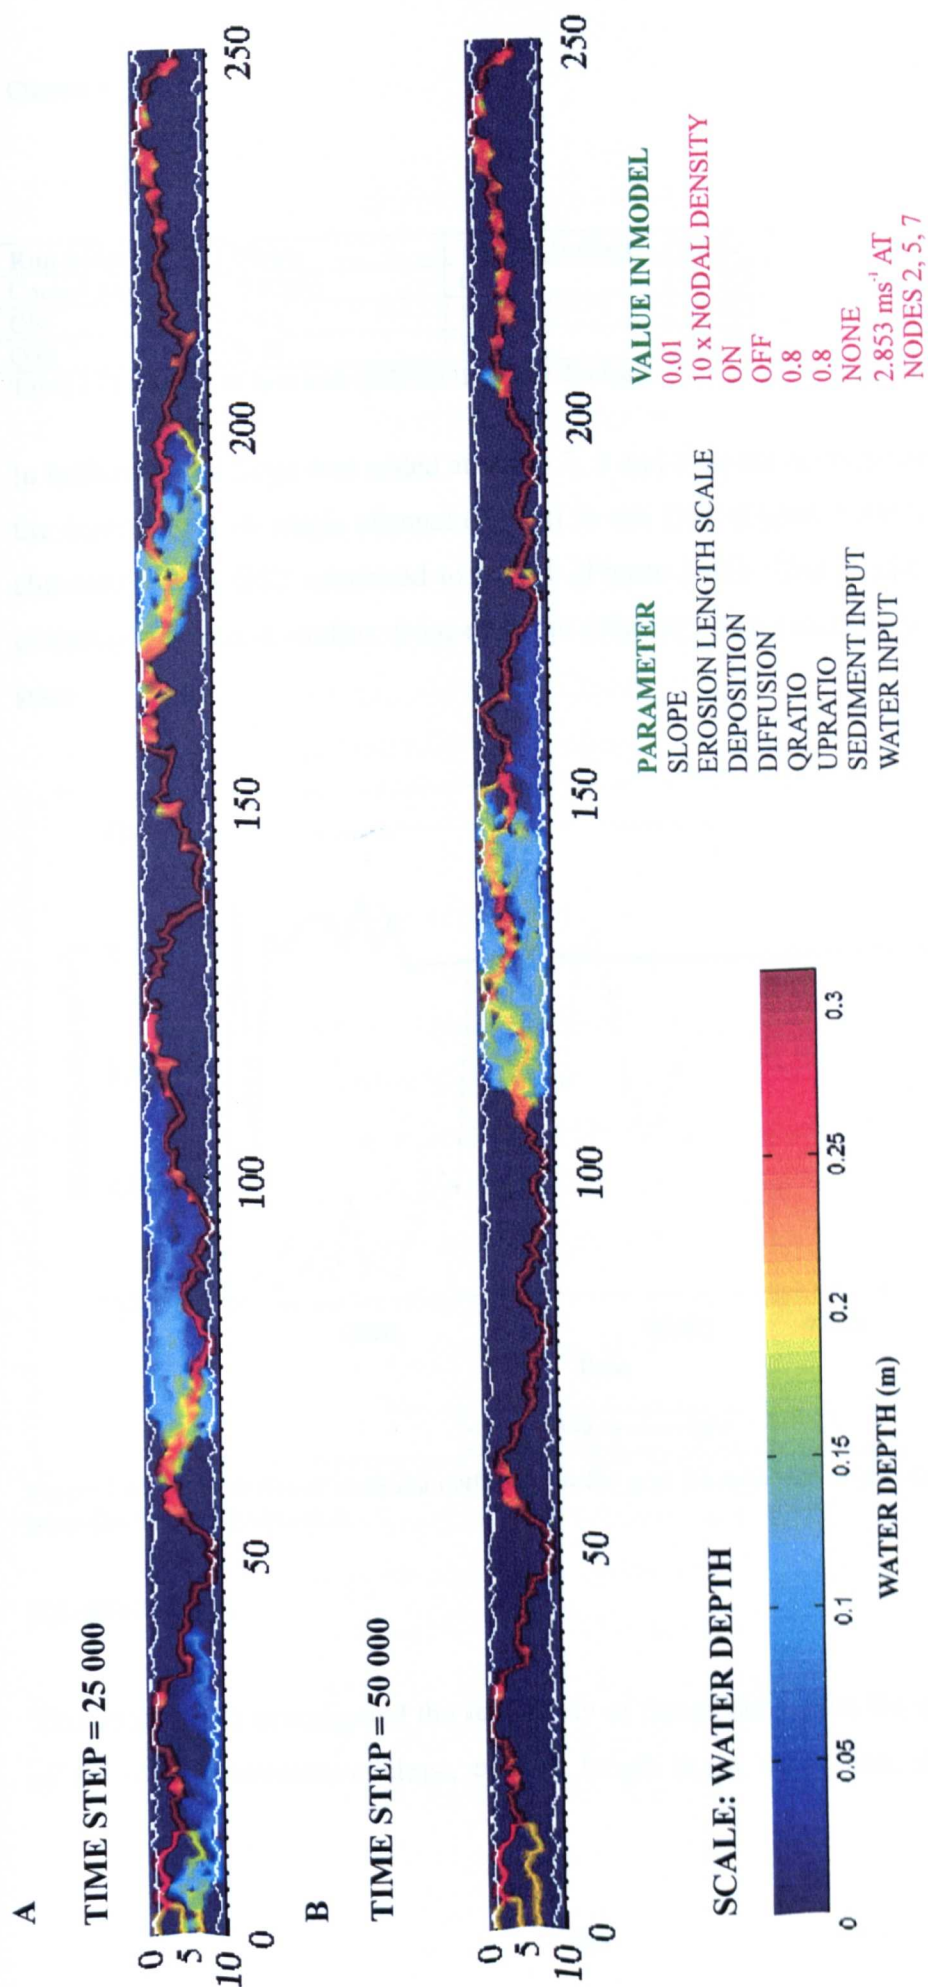 A
TIME STEP = 25 000
0
5
10
0 50 100 150 200 250
B
TIME STEP = 50 000
0
5
10
0 50 100 150 200 250
SCALE: WATER DEPTH
0 0.05 0.1 0.15 0.2 0.25 0.3
WATER DEPTH (m)
PARAMETER VALUE IN MODEL
SLOPE 0.01
EROSION LENGTH SCALE 10 x NODAL DENSITY
DEPOSITION ON
DIFFUSION OFF
QRATIO 0.8
UPRATIO 0.8
SEDIMENT INPUT NONE
WATER INPUT 2.853 ms⁻¹ AT
NODES 2, 5, 7